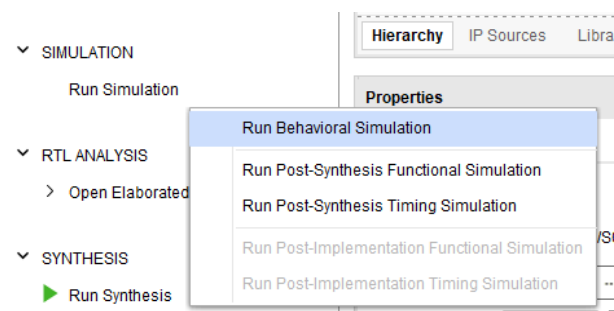 Hierarchy IP Sources
SIMULATION
Run Simulation
Properties
Run Behavioral Simulation
RTL ANALYSIS
Run Post-Synthesis Functional Simulation
Open Elaborated
Run Post-Synthesis Timing Simulation
Run Post-Implementation Functional Simulation
SYNTHESIS
Run Post-Implementation Timing Simulation
Run Synthesis